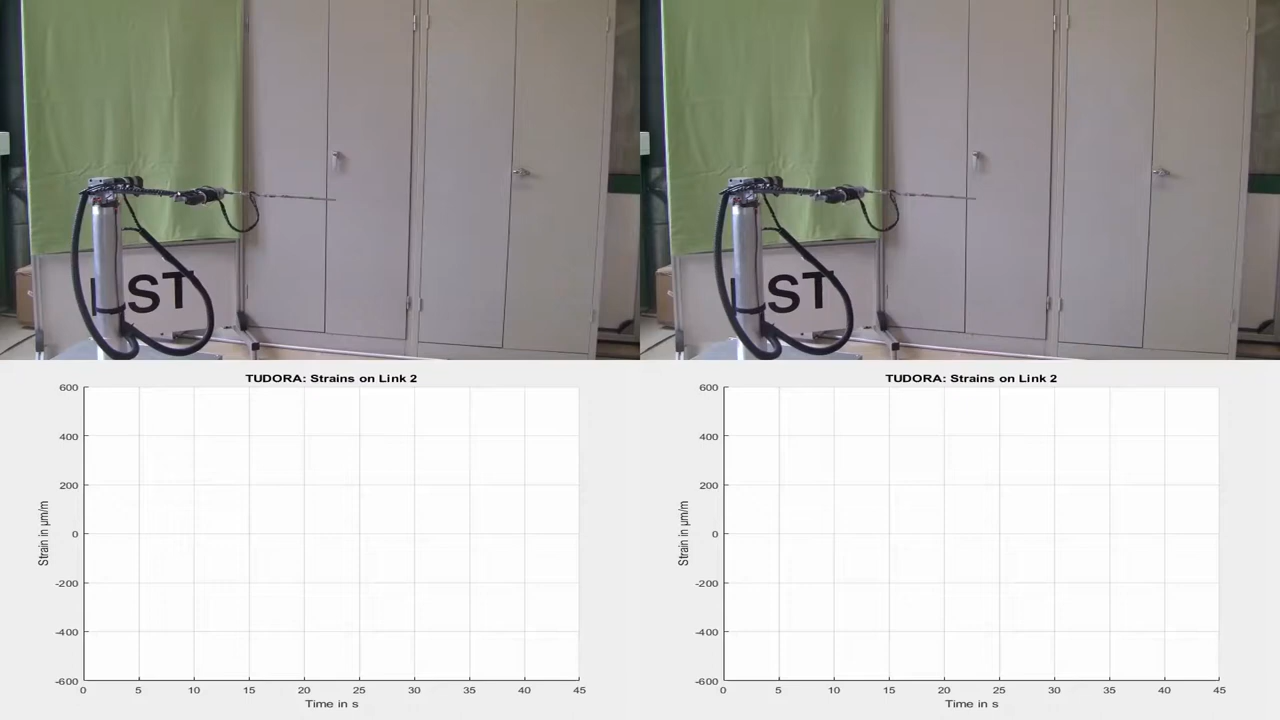 ST
ST
TUDORA: Strains on Link 2
600
400
200
0
-200
-400
-600
Strain in µm/m
0 5 10 15 20 25 30 35 40 45
Time in s
TUDORA: Strains on Link 2
600
400
200
0
-200
-400
-600
Strain in µm/m
0 5 10 15 20 25 30 35 40 45
Time in s